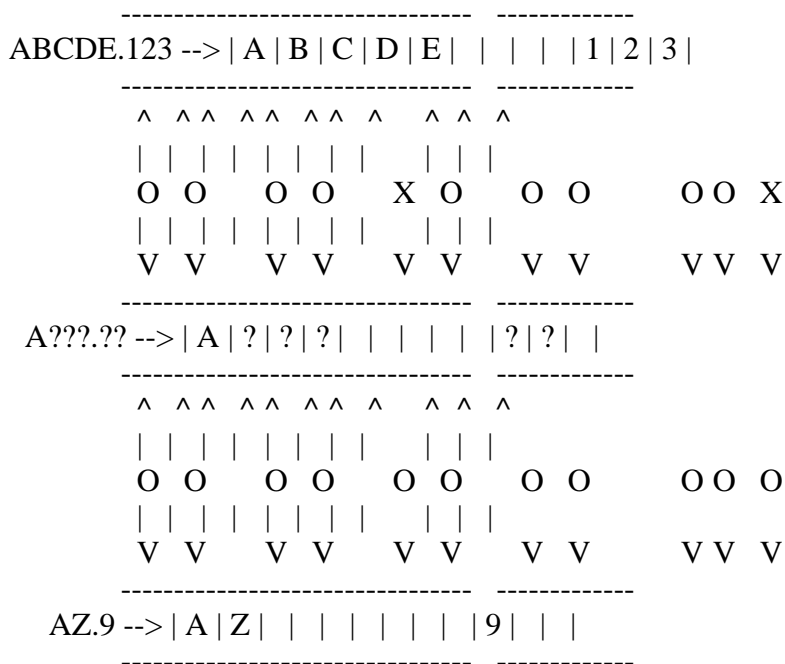 --------------------------------- -------------
ABCDE.123 --> | A | B | C | D | E | | | | | 1 | 2 | 3 |
--------------------------------- -------------
^ ^ ^ ^ ^ ^ ^ ^ ^ ^ ^
| | | | | | | | | | |
O O O O X O O O O O X
| | | | | | | | | | |
V V V V V V V V V V V
--------------------------------- -------------
A???.?? --> | A | ? | ? | ? | | | | | | ? | ? | |
--------------------------------- -------------
^ ^ ^ ^ ^ ^ ^ ^ ^ ^ ^
| | | | | | | | | | |
O O O O O O O O O O O
| | | | | | | | | | |
V V V V V V V V V V V
--------------------------------- -------------
AZ.9 --> | A | Z | | | | | | | | 9 | | |
--------------------------------- -------------